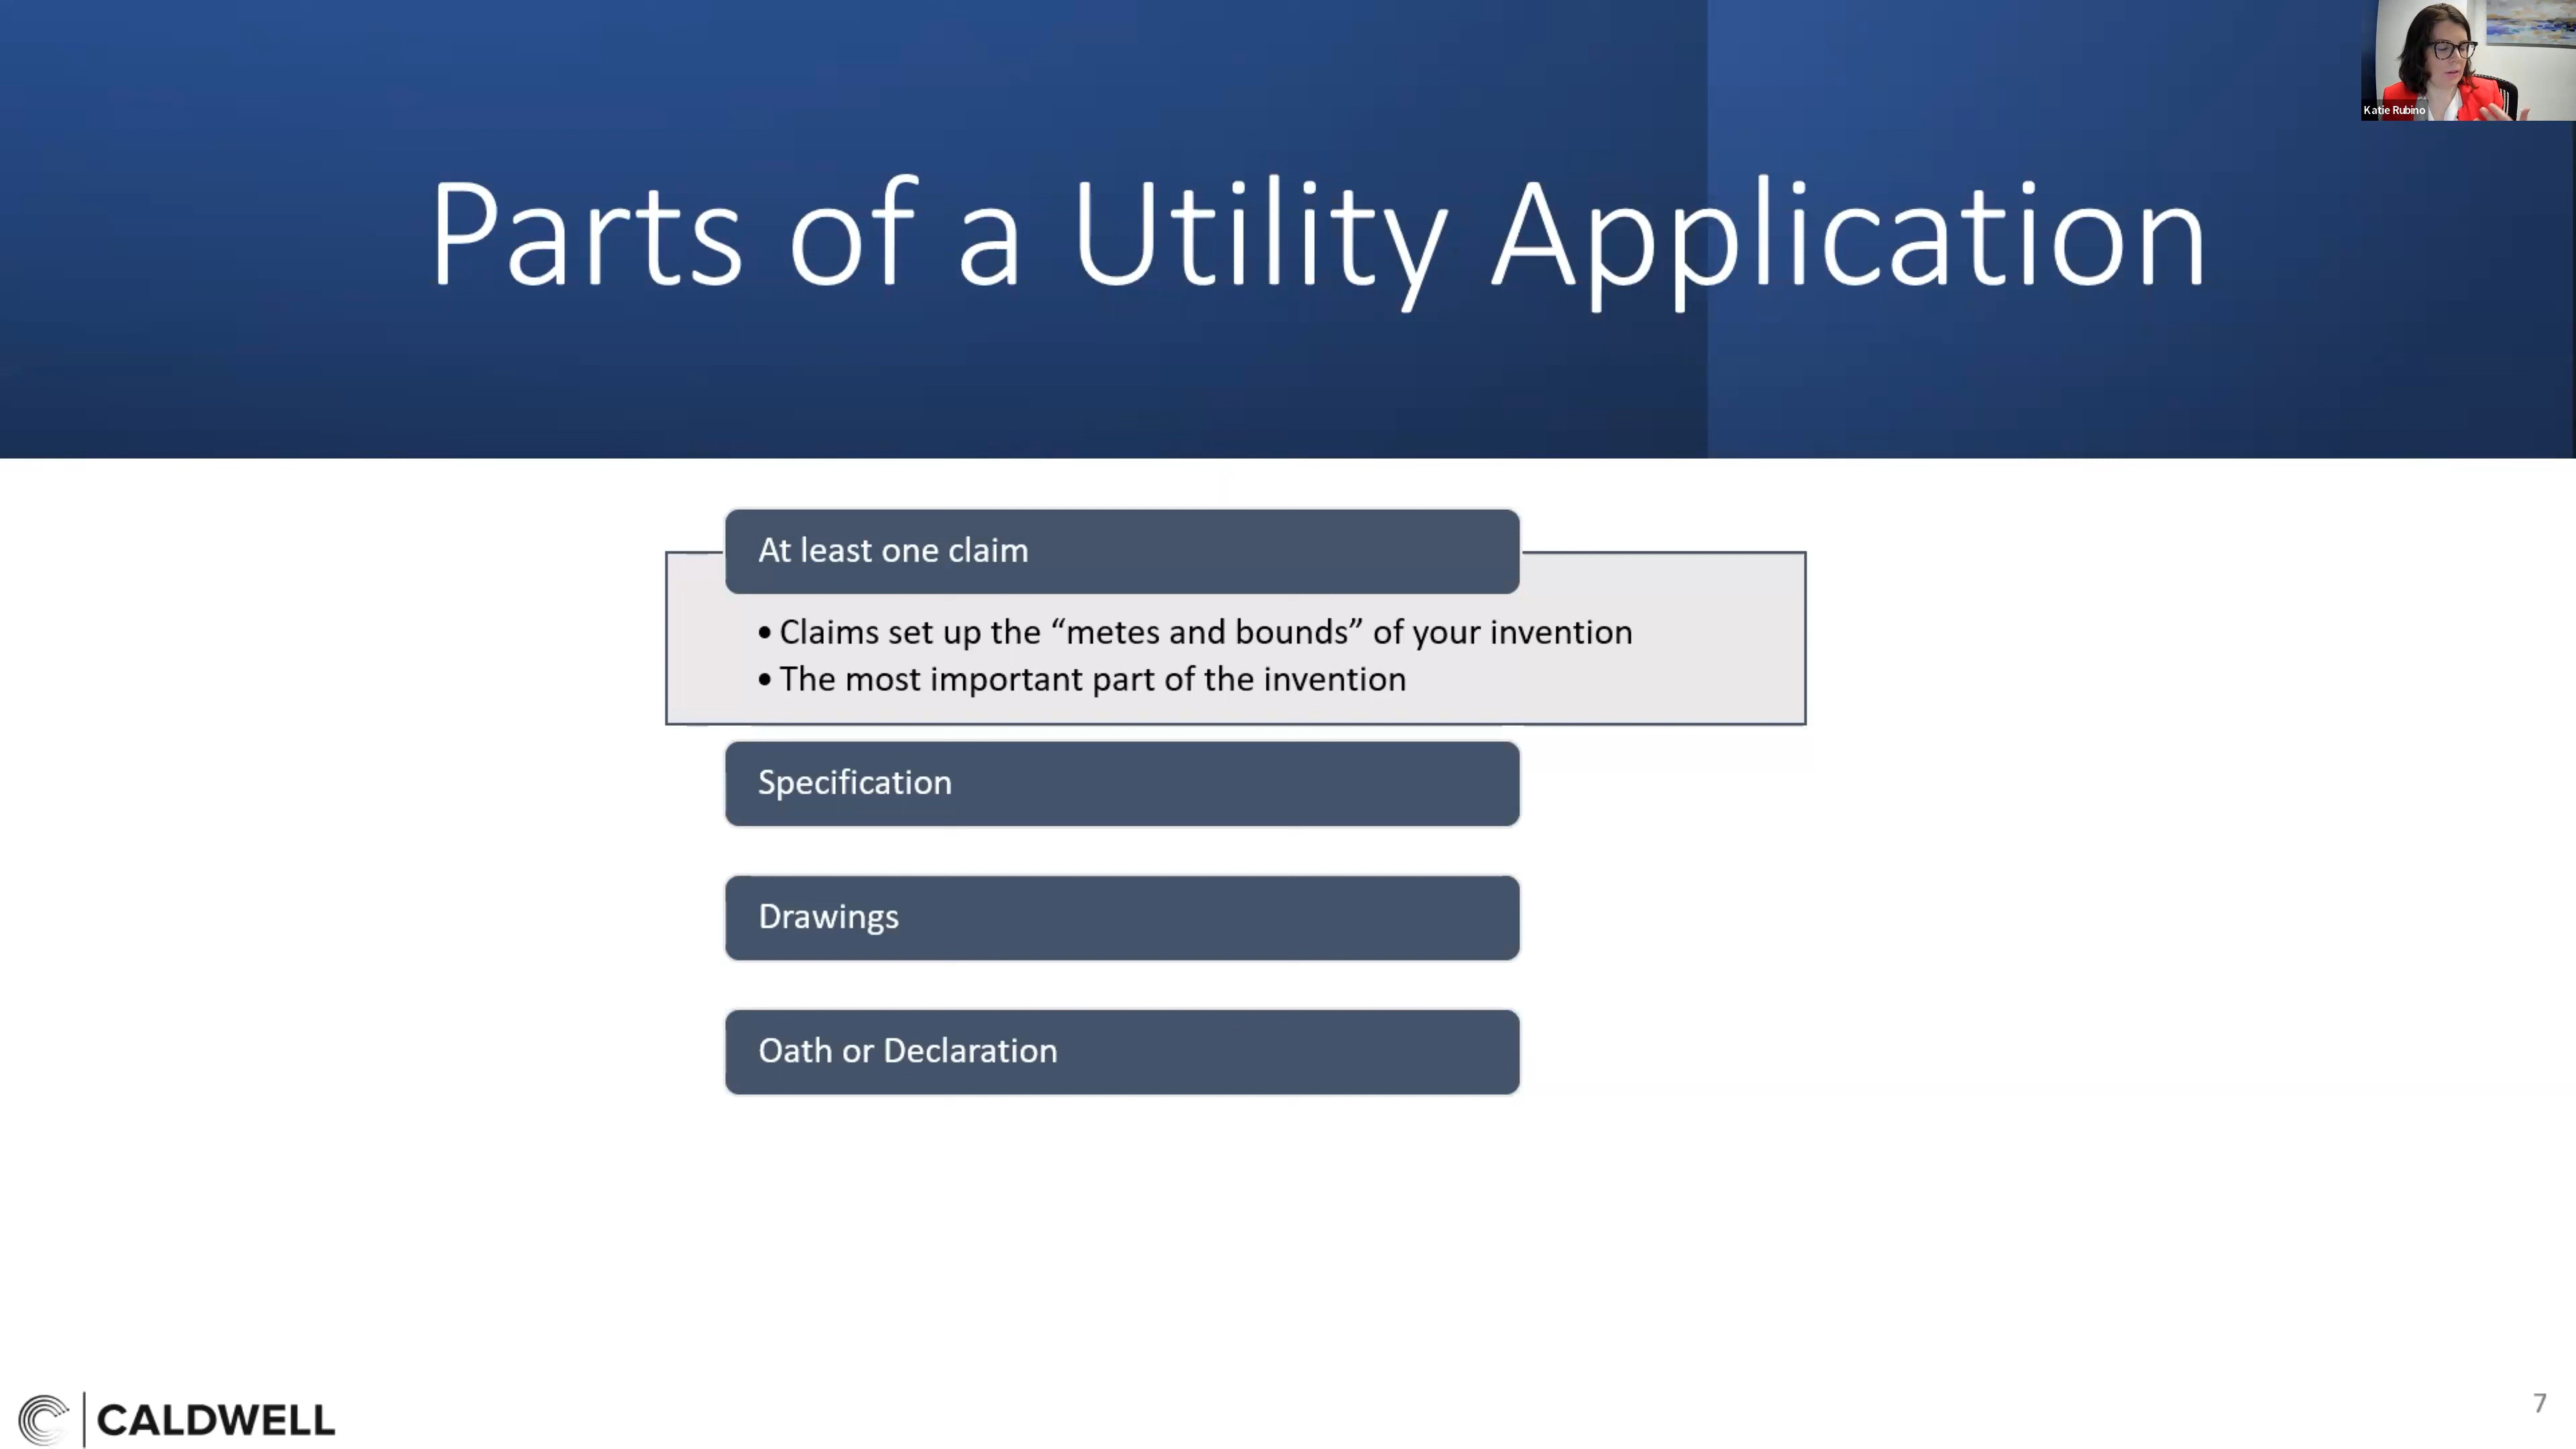 Katie Rubino
Parts of a Utility Application
At least one claim
• Claims set up the “metes and bounds” of your invention
• The most important part of the invention
Specification
Drawings
Oath or Declaration
CALDWELL
7